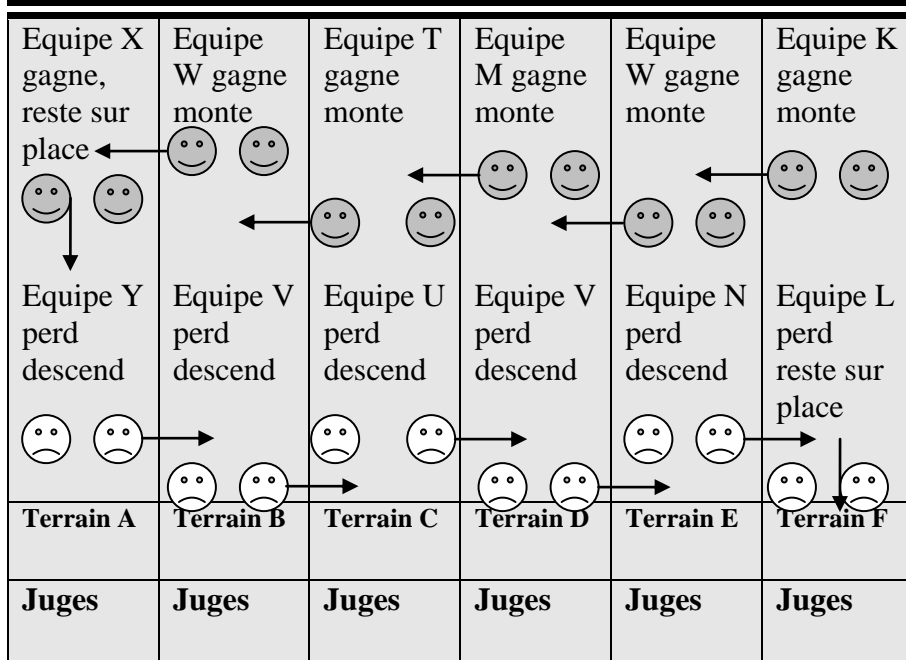 Equipe X
gagne,
reste sur
place
Equipe
W gagne
monte
Equipe T
gagne
monte
Equipe
M gagne
monte
Equipe
W gagne
monte
Equipe K
gagne
monte
Equipe Y
perd
descend
Equipe V
perd
descend
Equipe U
perd
descend
Equipe V
perd
descend
Equipe N
perd
descend
Equipe L
perd
reste sur
place
Terrain A
Terrain B
Terrain C
Terrain D
Terrain E
Terrain F
Juges
Juges
Juges
Juges
Juges
Juges